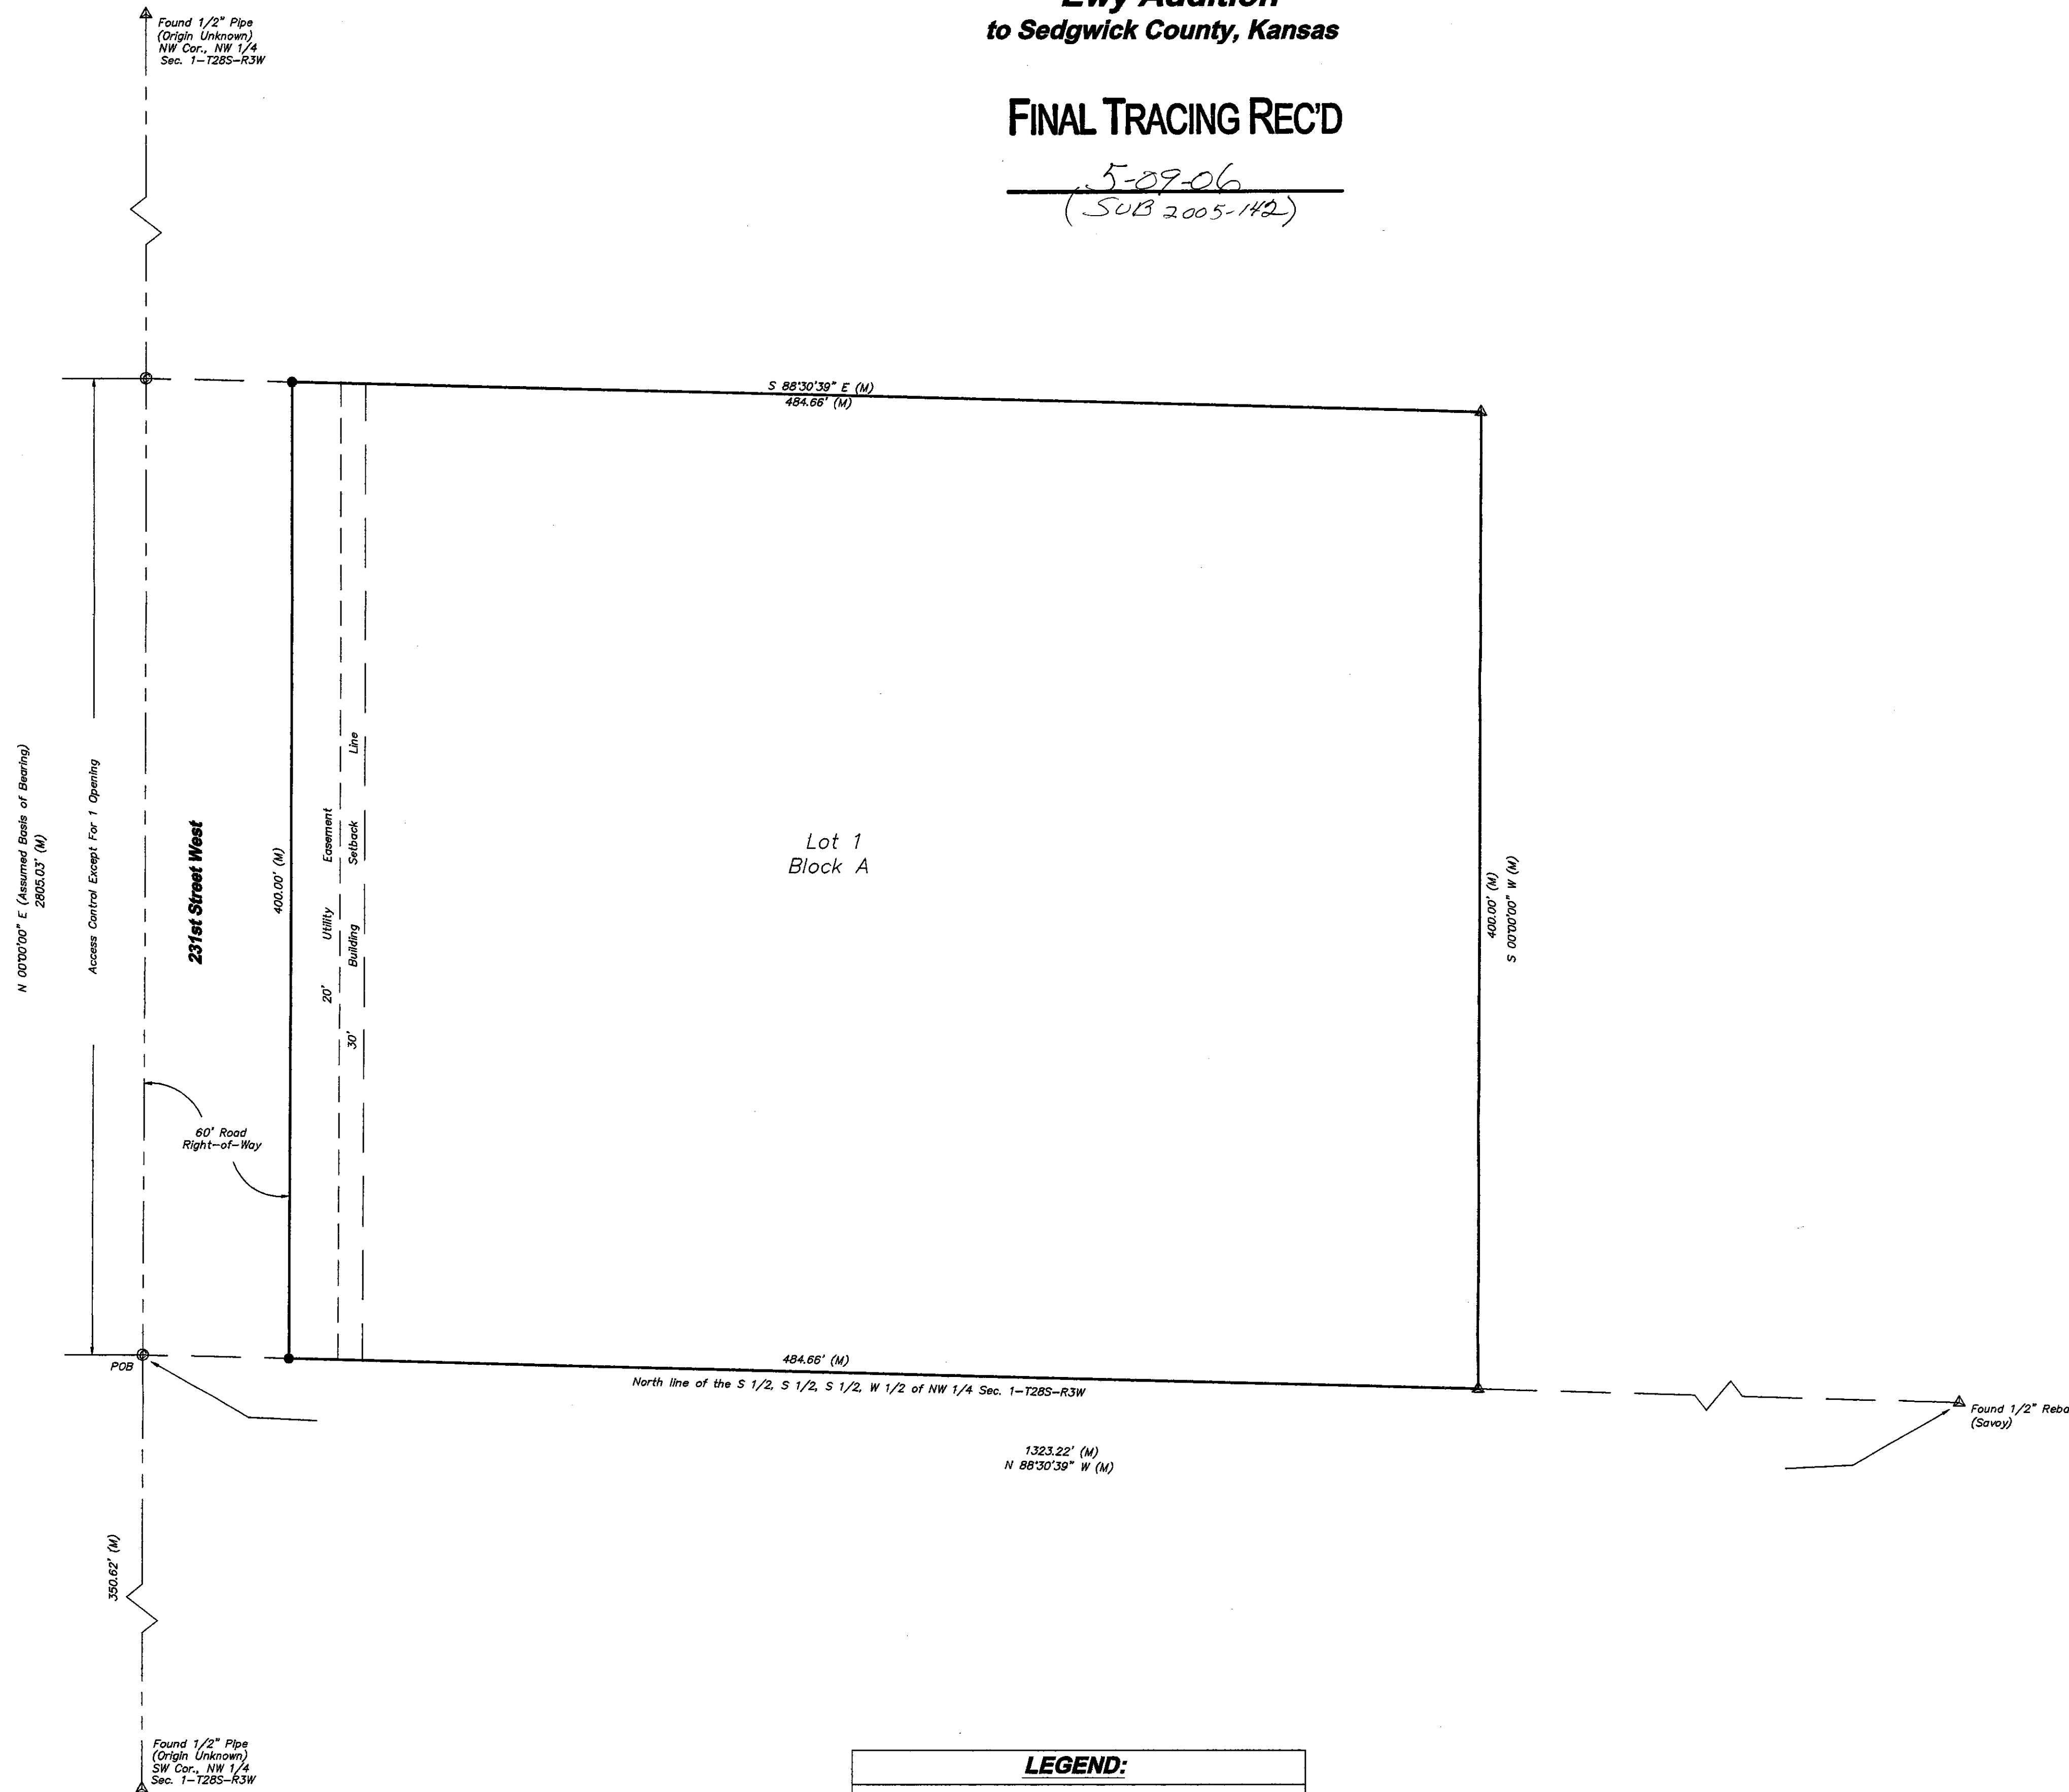 Ewy Addition
to Sedgwick County, Kansas
FINAL TRACING REC'D
5-09-06
(SUB 2005-142)
Found 1/2" Pipe
(Origin Unknown)
NW Cor., NW 1/4
Sec. 1-T28S-R3W
S 88°30'39" E (M)
484.66' (M)
N 00°00'00" E (Assumed Basis of Bearing)
2805.03' (M)
Access Control Except For 1 Opening
231st Street West
400.00' (M)
20' Utility Easement
30' Building Setback Line
Lot 1
Block A
400.00' (M)
S 00°00'00" W (M)
60' Road
Right-of-Way
POB
484.66' (M)
North line of the S 1/2, S 1/2, S 1/2, W 1/2 of NW 1/4 Sec. 1-T28S-R3W
Found 1/2" Reba
(Savoy)
1323.22' (M)
N 88°30'39" W (M)
350.62' (M)
Found 1/2" Pipe
(Origin Unknown)
SW Cor., NW 1/4
Sec. 1-T28S-R3W
LEGEND: